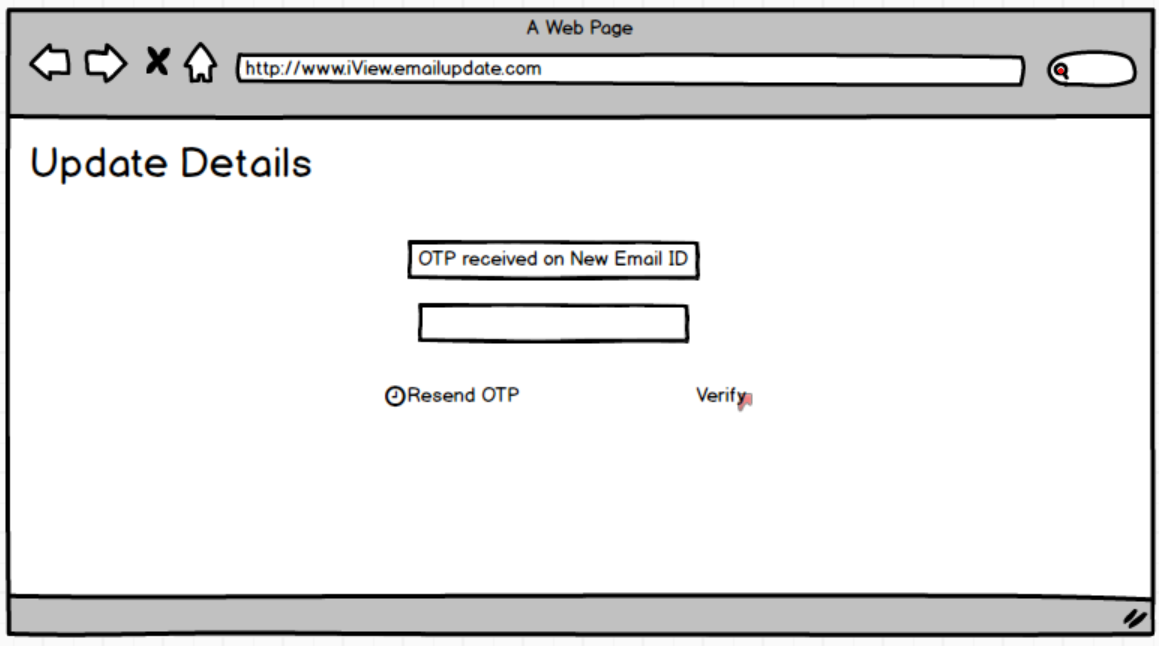 A Web Page
http://www.iView.emailupdate.com
Update Details
OTP received on New Email ID
Resend OTP
Verify